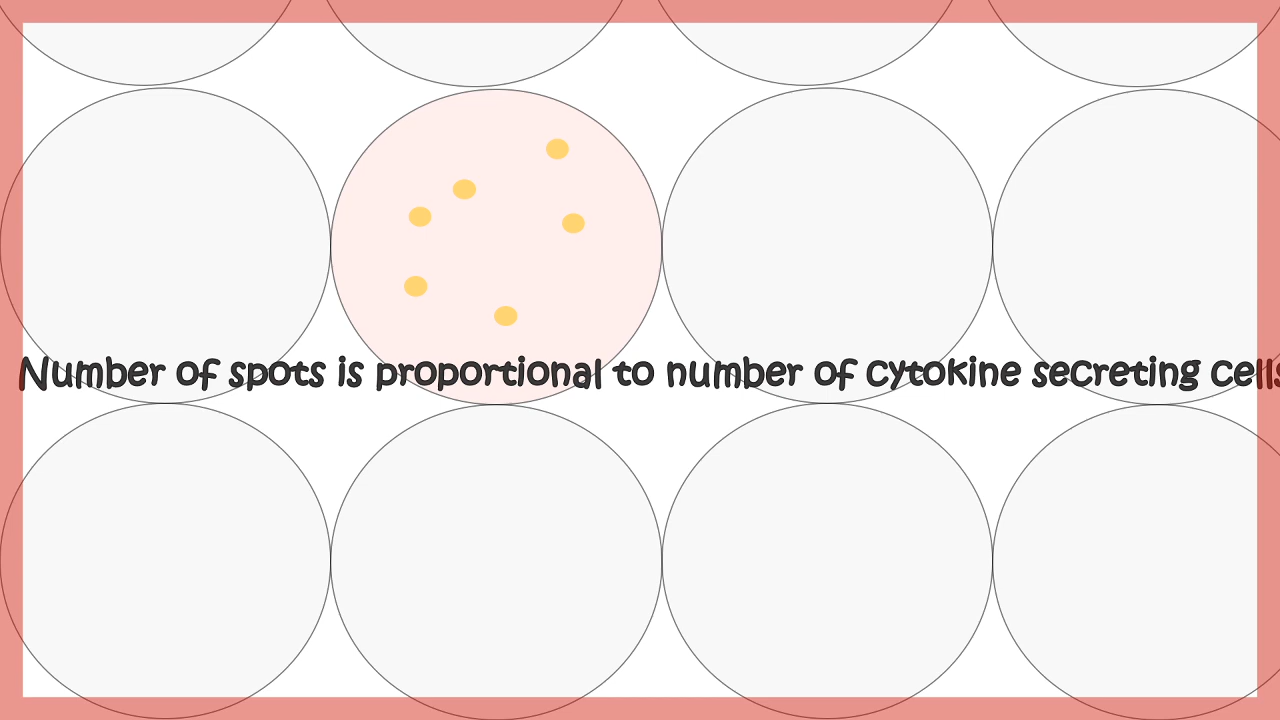 Number of spots is proportional to number of cytokine secreting cells